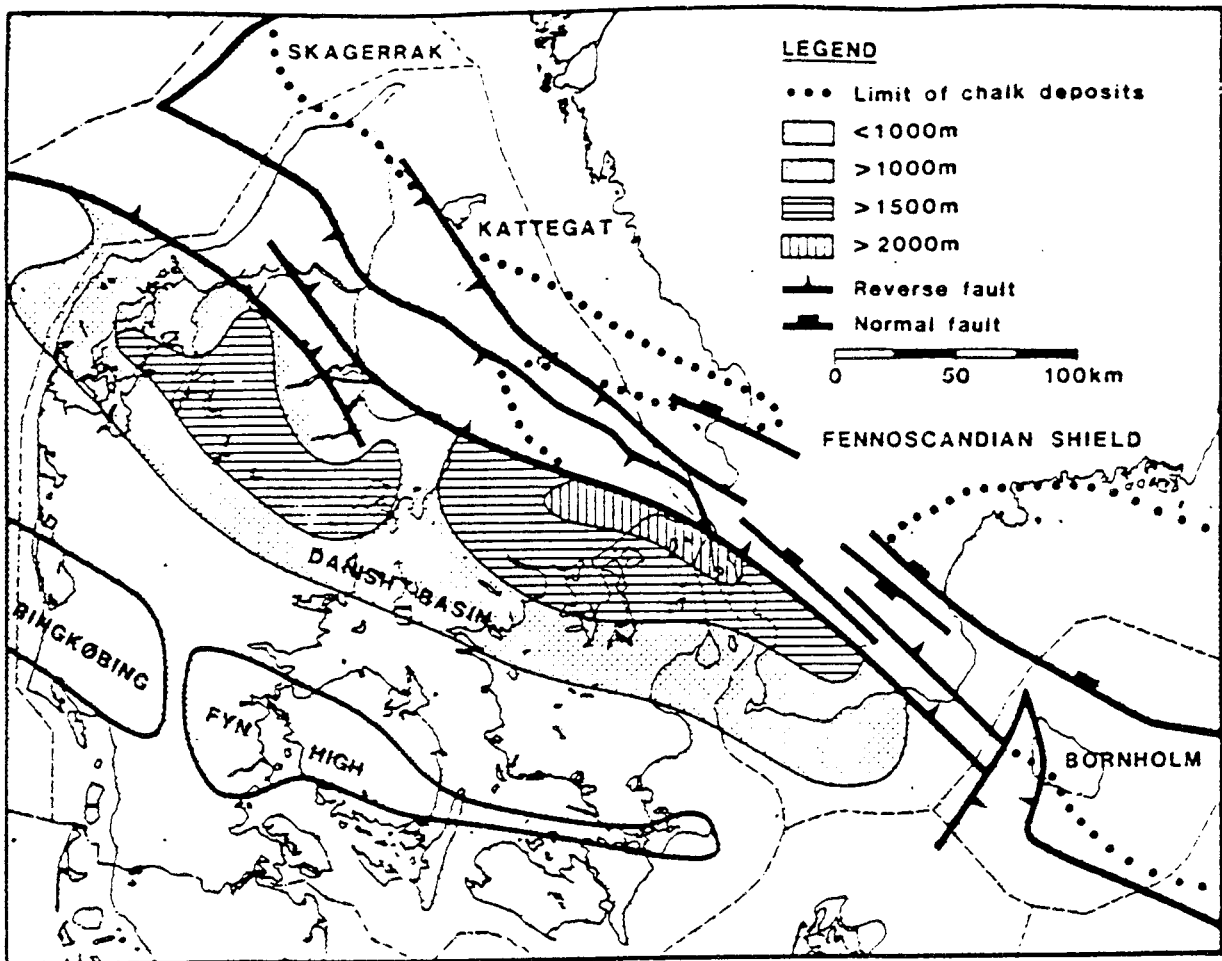 SKAGERRAK
LEGEND
Limit of chalk deposits
<1000m
>1000m
>1500m
>2000m
Reverse fault
Normal fault
0 50 100km
KATTEGAT
FENNOSCANDIAN SHIELD
DANISH BASIN
RINGKØBING
FYN
HIGH
BORNHOLM